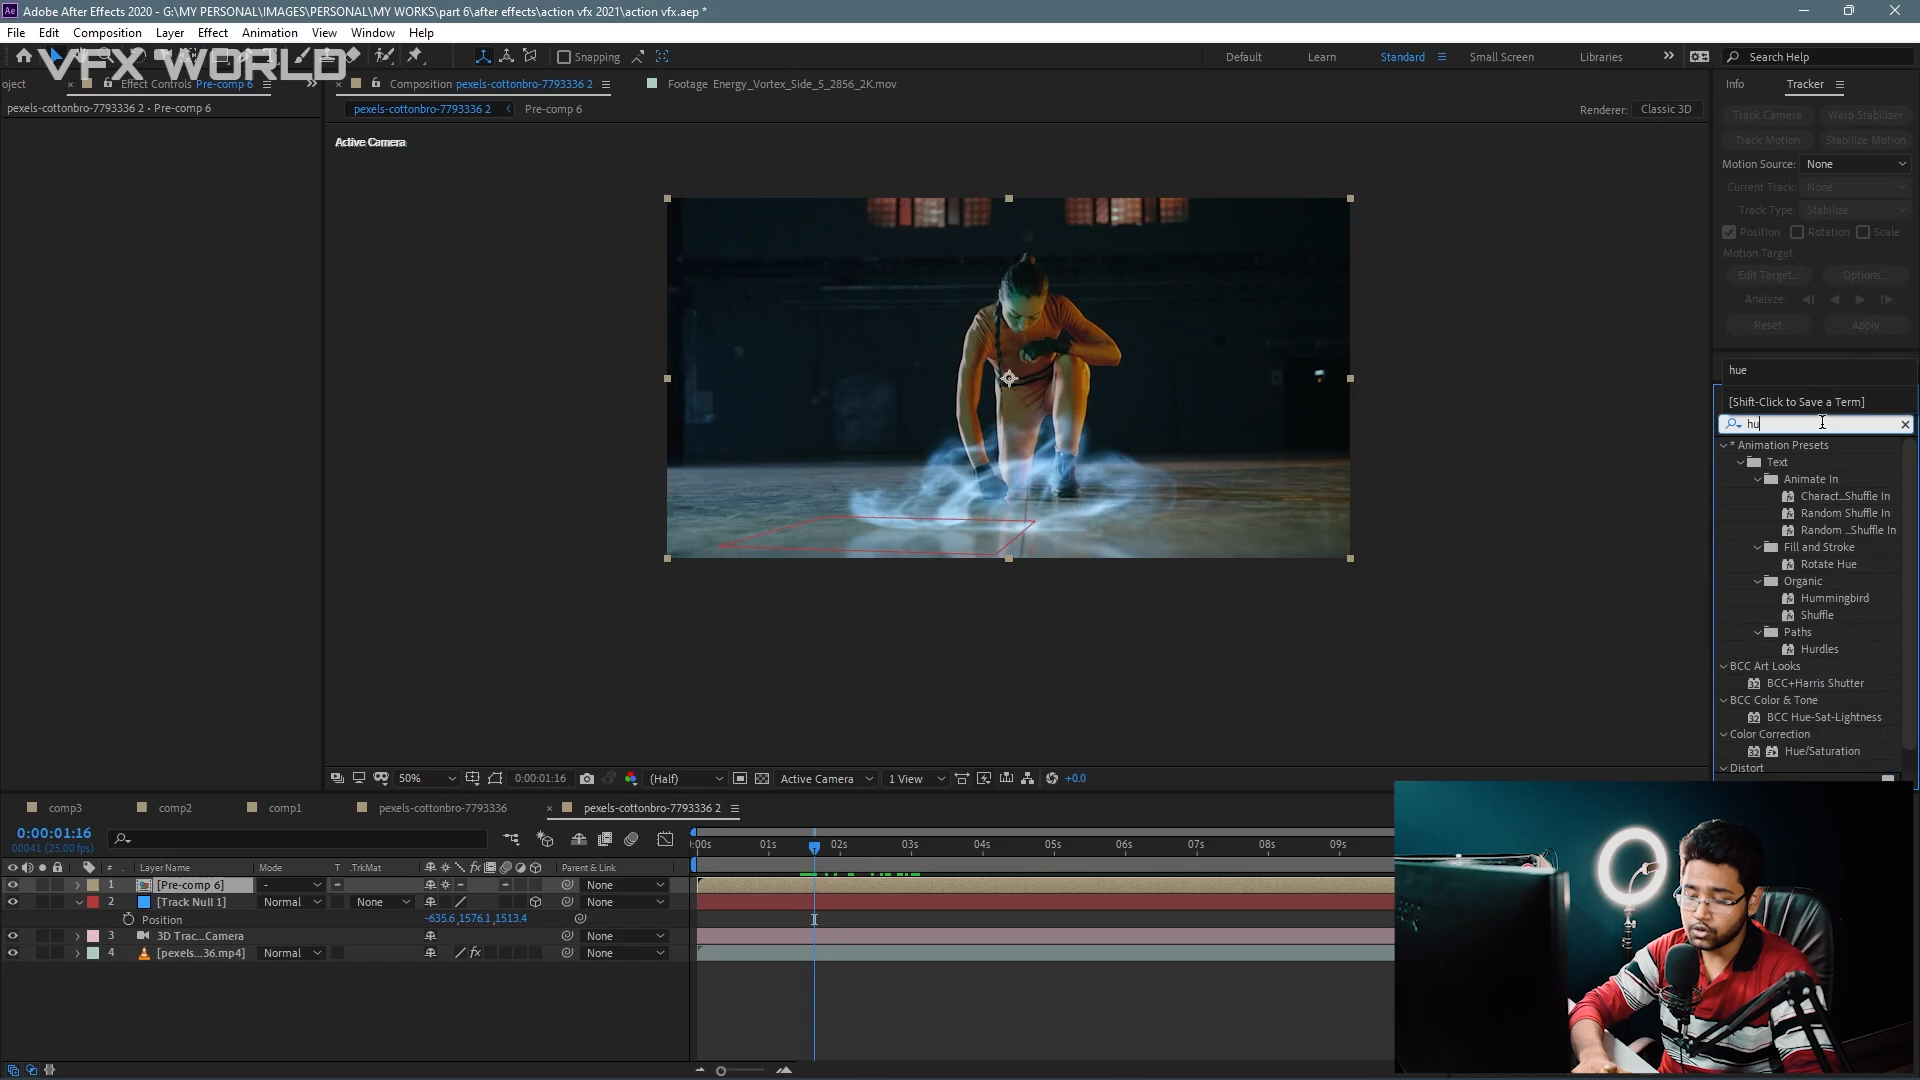 Adobe After Effects 2020 - G:\MY PERSONAL\IMAGES\PERSONAL\MY WORKS\part 6\after effects\action vfx 2021\action vfx.aep *
File Edit Composition Layer Effect Animation View Window Help
VFX WORLD
Snapping
Default Learn Standard Small Screen Libraries
Search Help
oject Effect Controls Pre-comp 6
Composition pexels-cottonbro-7793336 2
Footage Energy_Vortex_Side_5_2856_2K.mov
Info Tracker
pexels-cottonbro-7793336 2 • Pre-comp 6
pexels-cottonbro-7793336 2 Pre-comp 6
Renderer: Classic 3D
Active Camera
Track Camera Warp Stabilizer
Track Motion Stabilize Motion
Motion Source: None
Current Track: None
Track Type: Stabilize
Position Rotation Scale
Motion Target:
Edit Target... Options...
Analyze:
Reset Apply
hue
[Shift-Click to Save a Term]
hu
* Animation Presets
Text
Animate In
Charact...Shuffle In
Random Shuffle In
Random ...Shuffle In
Fill and Stroke
Rotate Hue
Organic
Hummingbird
Shuffle
Paths
Hurdles
BCC Art Looks
BCC+Harris Shutter
BCC Color & Tone
BCC Hue-Sat-Lightness
Color Correction
Hue/Saturation
Distort
50% 0:00:01:16 (Half) Active Camera 1 View +0.0
comp3 comp2 comp1 pexels-cottonbro-7793336 pexels-cottonbro-7793336 2
0:00:01:16
00041 (25.00 fps)
:00s 01s 02s 03s 04s 05s 06s 07s 08s 09s
# Layer Name Mode T .TrkMat Parent & Link
1 [Pre-comp 6] - None
2 [Track Null 1] Normal None None
Position -635.6,1576.1,1513.4
3 3D Trac...Camera None
4 [pexels...36.mp4] Normal None